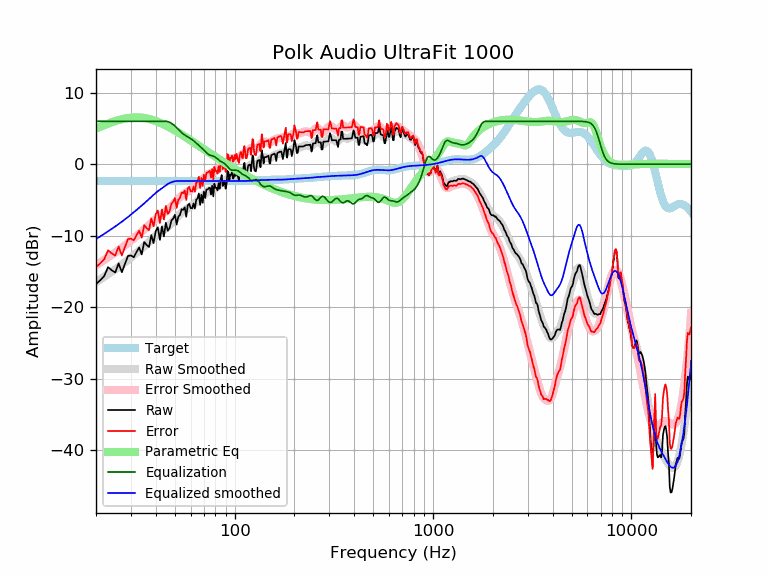 Polk Audio UltraFit 1000
10
0
−10
−20
−30
−40
Amplitude (dBr)
Target
Raw Smoothed
Error Smoothed
Raw
Error
Parametric Eq
Equalization
Equalized smoothed
100
1000
10000
Frequency (Hz)